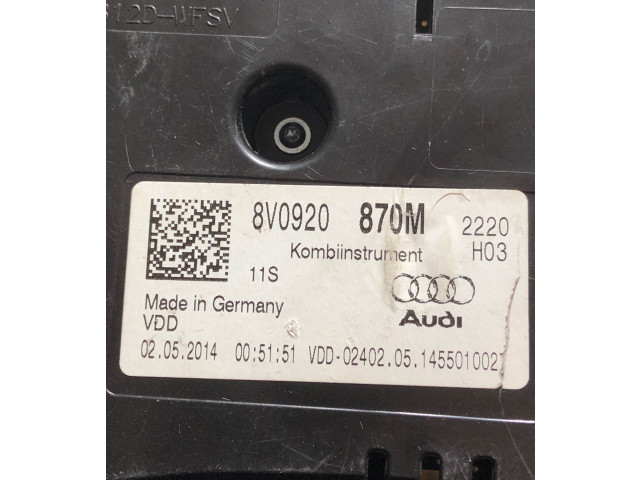 8V0920 870M 2220
Kombiinstrument H03
11S
Made in Germany
VDD
Audi
02.05.2014 00:51:51 VDD-02402.05.145501002